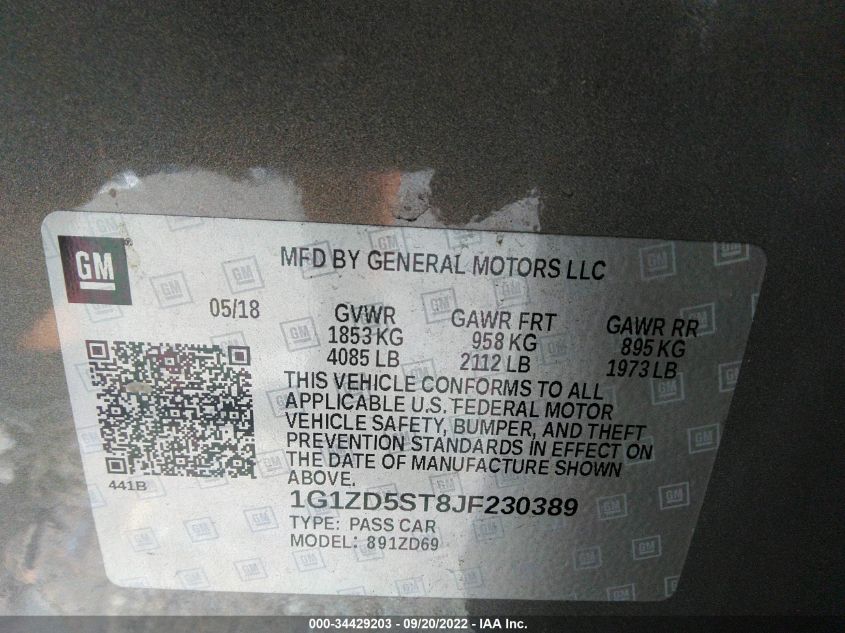 GM
MFD BY GENERAL MOTORS LLC
05/18
GVWR
1853 KG
4085 LB
GAWR FRT
958 KG
2112 LB
GAWR RR
895 KG
1973 LB
THIS VEHICLE CONFORMS TO ALL
APPLICABLE U.S. FEDERAL MOTOR
VEHICLE SAFETY, BUMPER, AND THEFT
PREVENTION STANDARDS IN EFFECT ON
THE DATE OF MANUFACTURE SHOWN
ABOVE.
441B
1G1ZD5ST8JF230389
TYPE: PASS CAR
MODEL: 891ZD69
000-34429203 - 09/20/2022 - IAA Inc.